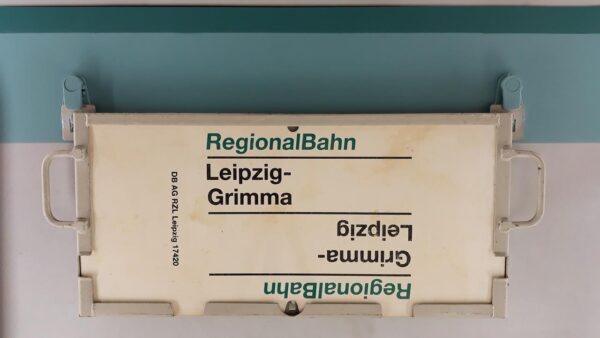 RegionalBahn
Leipzig-
Grimma
DB AG RZL Leipzig 17420
RegionalBahn
Grimma-
Leipzig